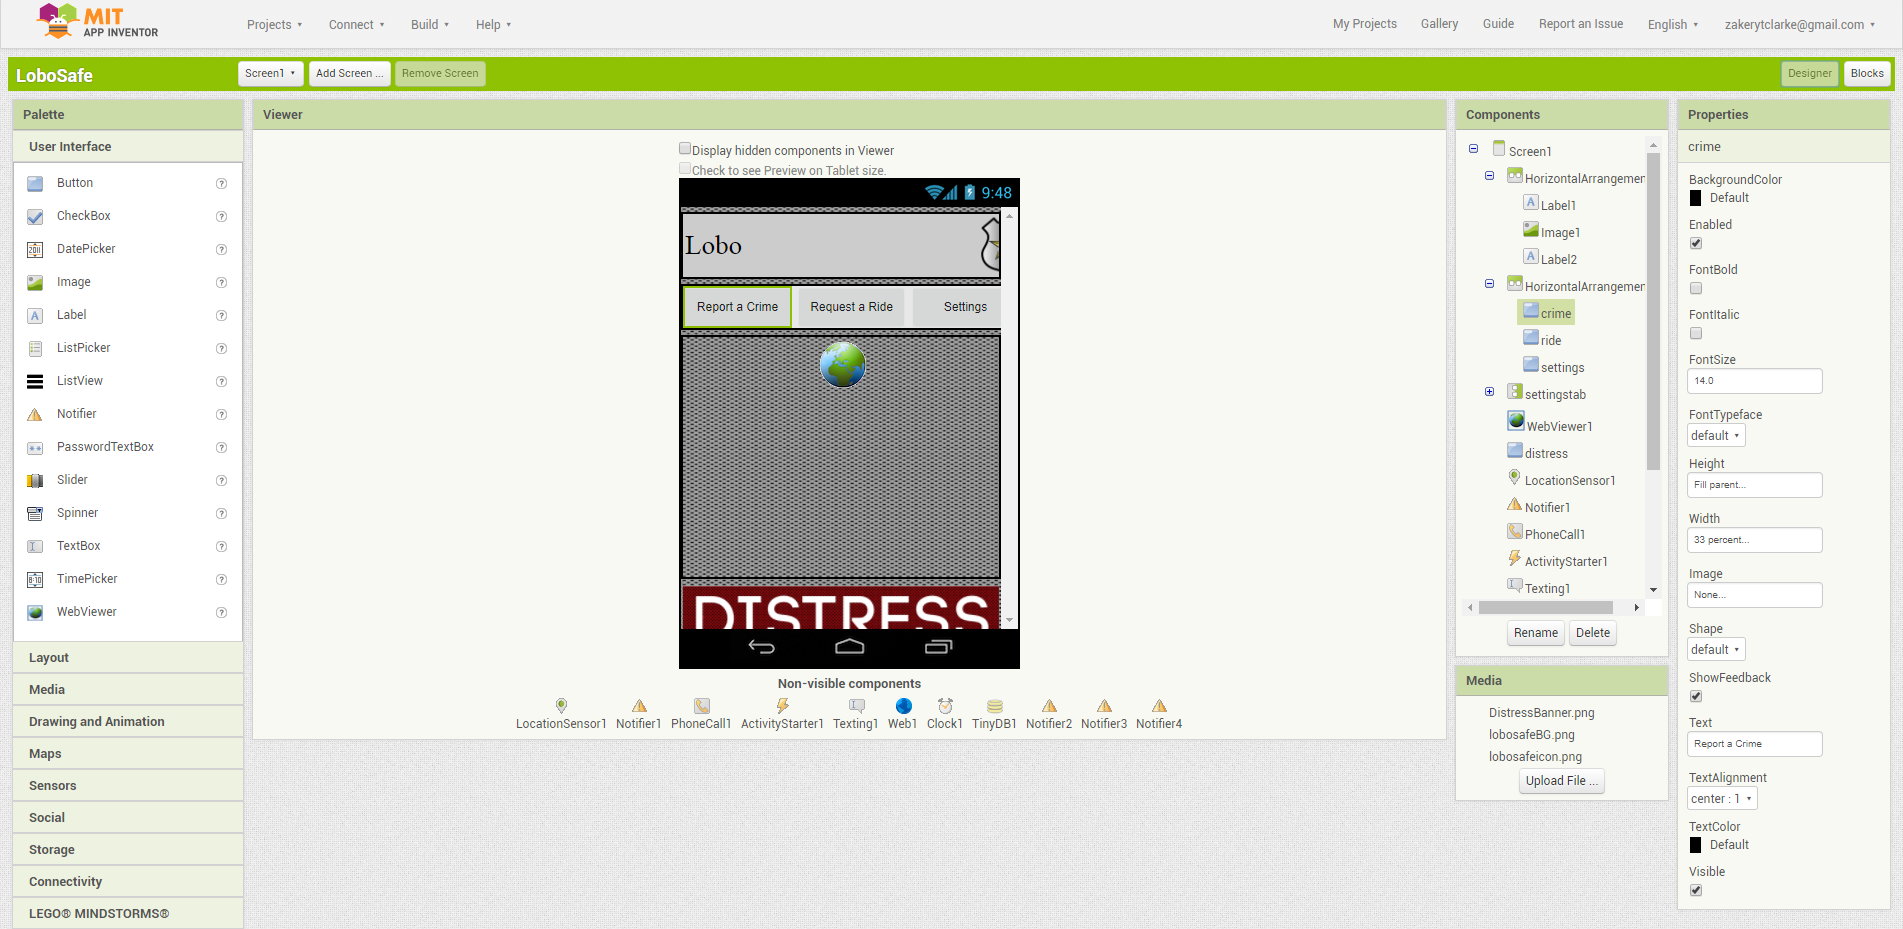 MIT
APP INVENTOR
Projects Connect Build Help My Projects Gallery Guide Report an Issue English zakerytclarke@gmail.com
LoboSafe Screen1 Add Screen ... Remove Screen Designer Blocks
Palette
User Interface
Button
CheckBox
DatePicker
Image
Label
ListPicker
ListView
Notifier
PasswordTextBox
Slider
Spinner
TextBox
TimePicker
WebViewer
Layout
Media
Drawing and Animation
Maps
Sensors
Social
Storage
Connectivity
LEGO® MINDSTORMS®
Viewer
Display hidden components in Viewer
Check to see Preview on Tablet size.
9:48
Lobo
Report a Crime Request a Ride Settings
DISTRESS
Non-visible components
LocationSensor1 Notifier1 PhoneCall1 ActivityStarter1 Texting1 Web1 Clock1 TinyDB1 Notifier2 Notifier3 Notifier4
Components
Screen1
HorizontalArrangemen
Label1
Image1
Label2
HorizontalArrangemen
crime
ride
settings
settingstab
WebViewer1
distress
LocationSensor1
Notifier1
PhoneCall1
ActivityStarter1
Texting1
Rename Delete
Media
DistressBanner.png
lobosafeBG.png
lobosafeicon.png
Upload File ...
Properties
crime
BackgroundColor
Default
Enabled
FontBold
FontItalic
FontSize
14.0
FontTypeface
default
Height
Fill parent...
Width
33 percent...
Image
None...
Shape
default
ShowFeedback
Text
Report a Crime
TextAlignment
center : 1
TextColor
Default
Visible